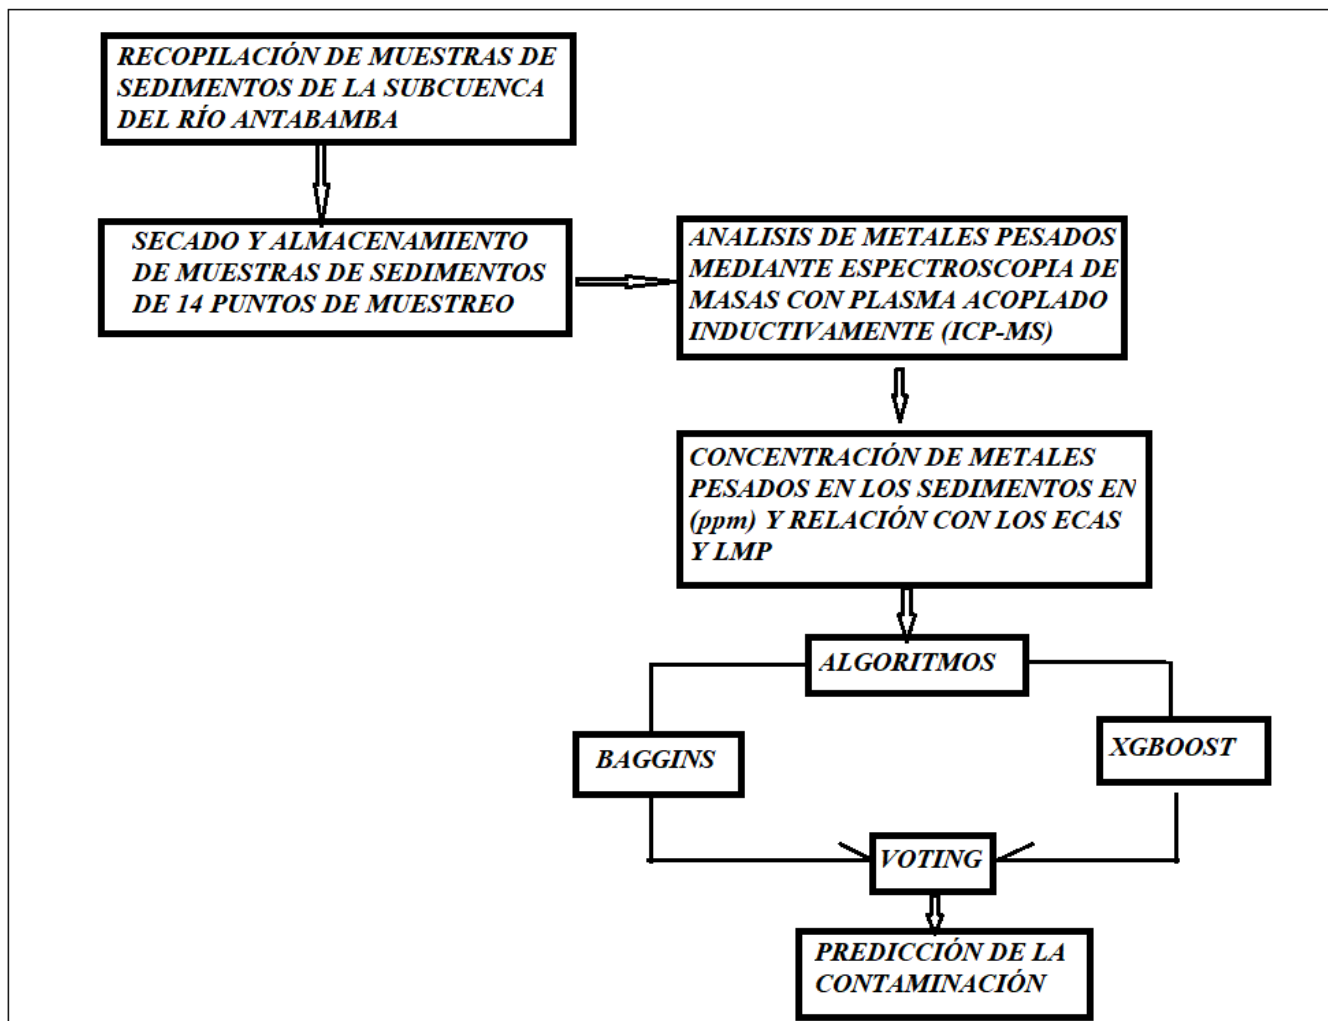 RECOPILACIÓN DE MUESTRAS DE
SEDIMENTOS DE LA SUBCUENCA
DEL RÍO ANTABAMBA
SECADO Y ALMACENAMIENTO
DE MUESTRAS DE SEDIMENTOS
DE 14 PUNTOS DE MUESTREO
ANALISIS DE METALES PESADOS
MEDIANTE ESPECTROSCOPIA DE
MASAS CON PLASMA ACOPLADO
INDUCTIVAMENTE (ICP-MS)
CONCENTRACIÓN DE METALES
PESADOS EN LOS SEDIMENTOS EN
(ppm) Y RELACIÓN CON LOS ECAS
Y LMP
ALGORITMOS
BAGGINS
XGBOOST
VOTING
PREDICCIÓN DE LA
CONTAMINACIÓN